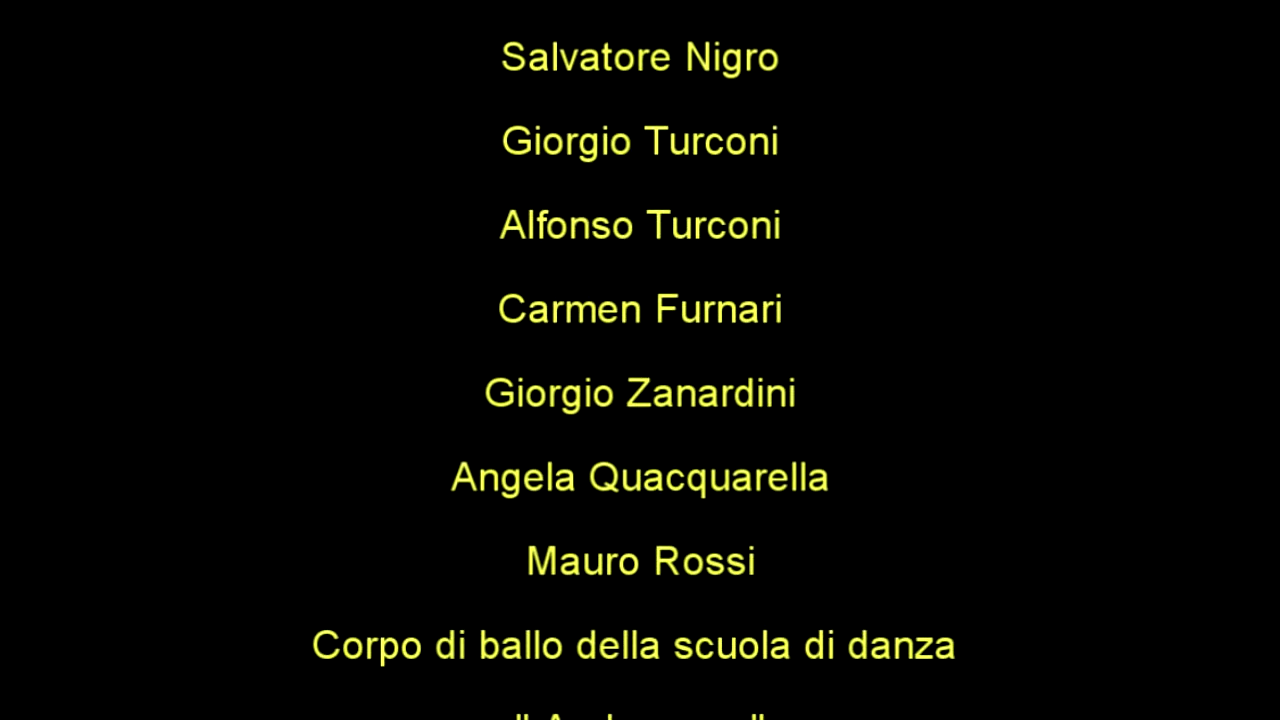 Salvatore Nigro
Giorgio Turconi
Alfonso Turconi
Carmen Furnari
Giorgio Zanardini
Angela Quacquarella
Mauro Rossi
Corpo di ballo della scuola di danza